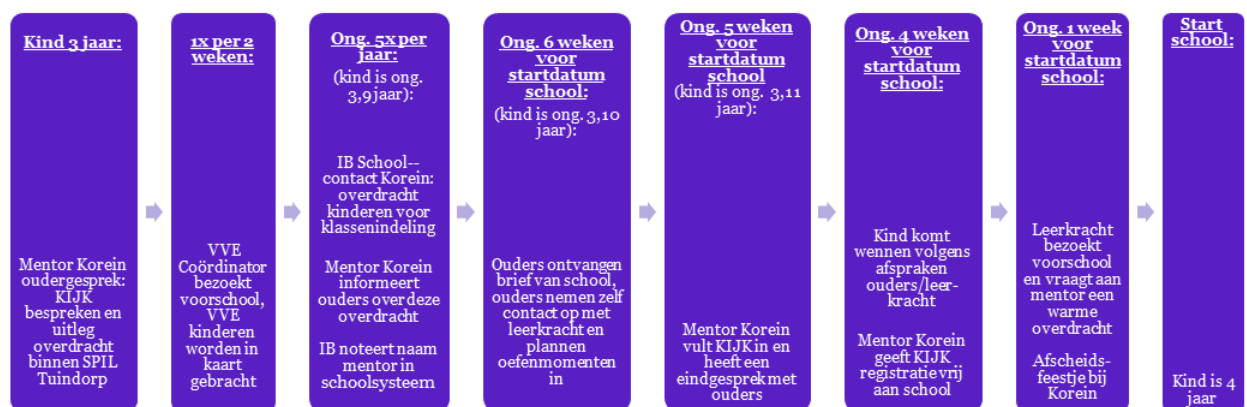 Kind 3 jaar:
Mentor Korein
oudergesprek:
KIJK
bespreken en
uitleg
overdracht
binnen SPIL
Tuindorp
1x per 2
weken:
VVE
Coördinator
bezoekt
voorschool,
VVE
kinderen
worden in
kaart
gebracht
Ong. 5x per
jaar:
(kind is ong.
3,9 jaar):
IB School--
contact Korein:
overdracht
kinderen voor
klassenindeling
Mentor Korein
informeert
ouders over deze
overdracht
IB noteert naam
mentor in
schoolsysteem
Ong. 6 weken
voor
startdatum
school:
(kind is ong. 3,10
jaar):
Ouders ontvangen
brief van school,
ouders nemen zelf
contact op met
leerkracht en
plannen
oefenmomenten
in
Ong. 5 weken
voor
startdatum
school
(kind is ong. 3,11
jaar):
Mentor Korein
vult KIJK in en
heeft een
eindgesprek met
ouders
Ong. 4 weken
voor
startdatum
school:
Kind komt
wennen volgens
afspraken
ouders/leer-
kracht
Mentor Korein
geeft KIJK
registratie vrij
aan school
Ong. 1 week
voor
startdatum
school:
Leerkracht
bezoekt
voorschool
en vraagt aan
mentor een
warme
overdracht
Afscheids-
feestje bij
Korein
Start
school:
Kind is 4
jaar